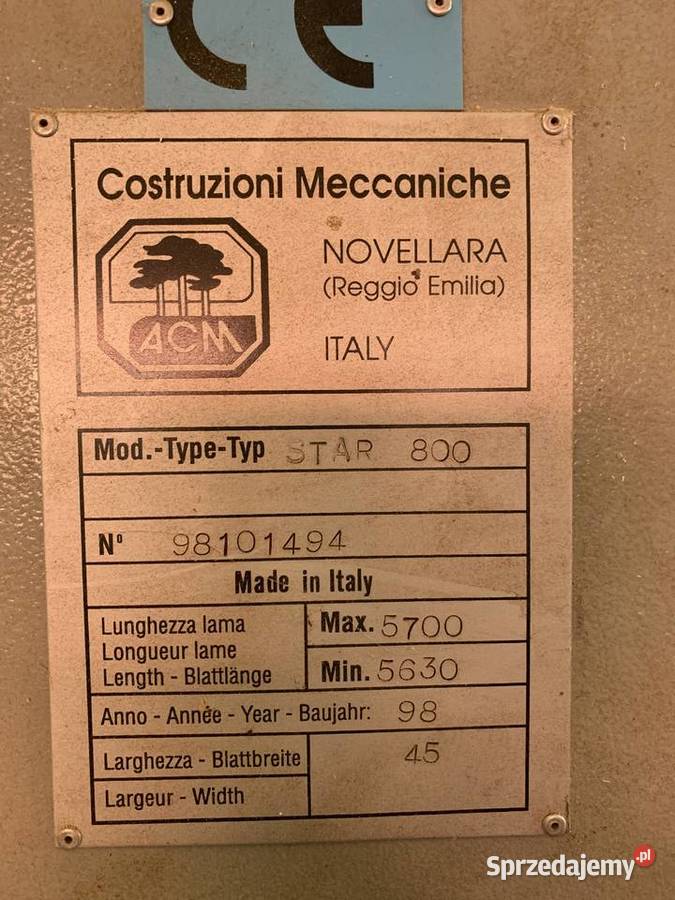 CE
Costruzioni Meccaniche
ACM
NOVELLARA
(Reggio Emilia)
ITALY
Mod.-Type-Typ STAR 800
N° 98101494
Made in Italy
Lunghezza lama
Longueur lame
Length - Blattlänge
Max. 5700
Min. 5630
Anno - Année - Year - Baujahr: 98
Larghezza - Blattbreite
Largeur - Width
45
Sprzedajemy.pl